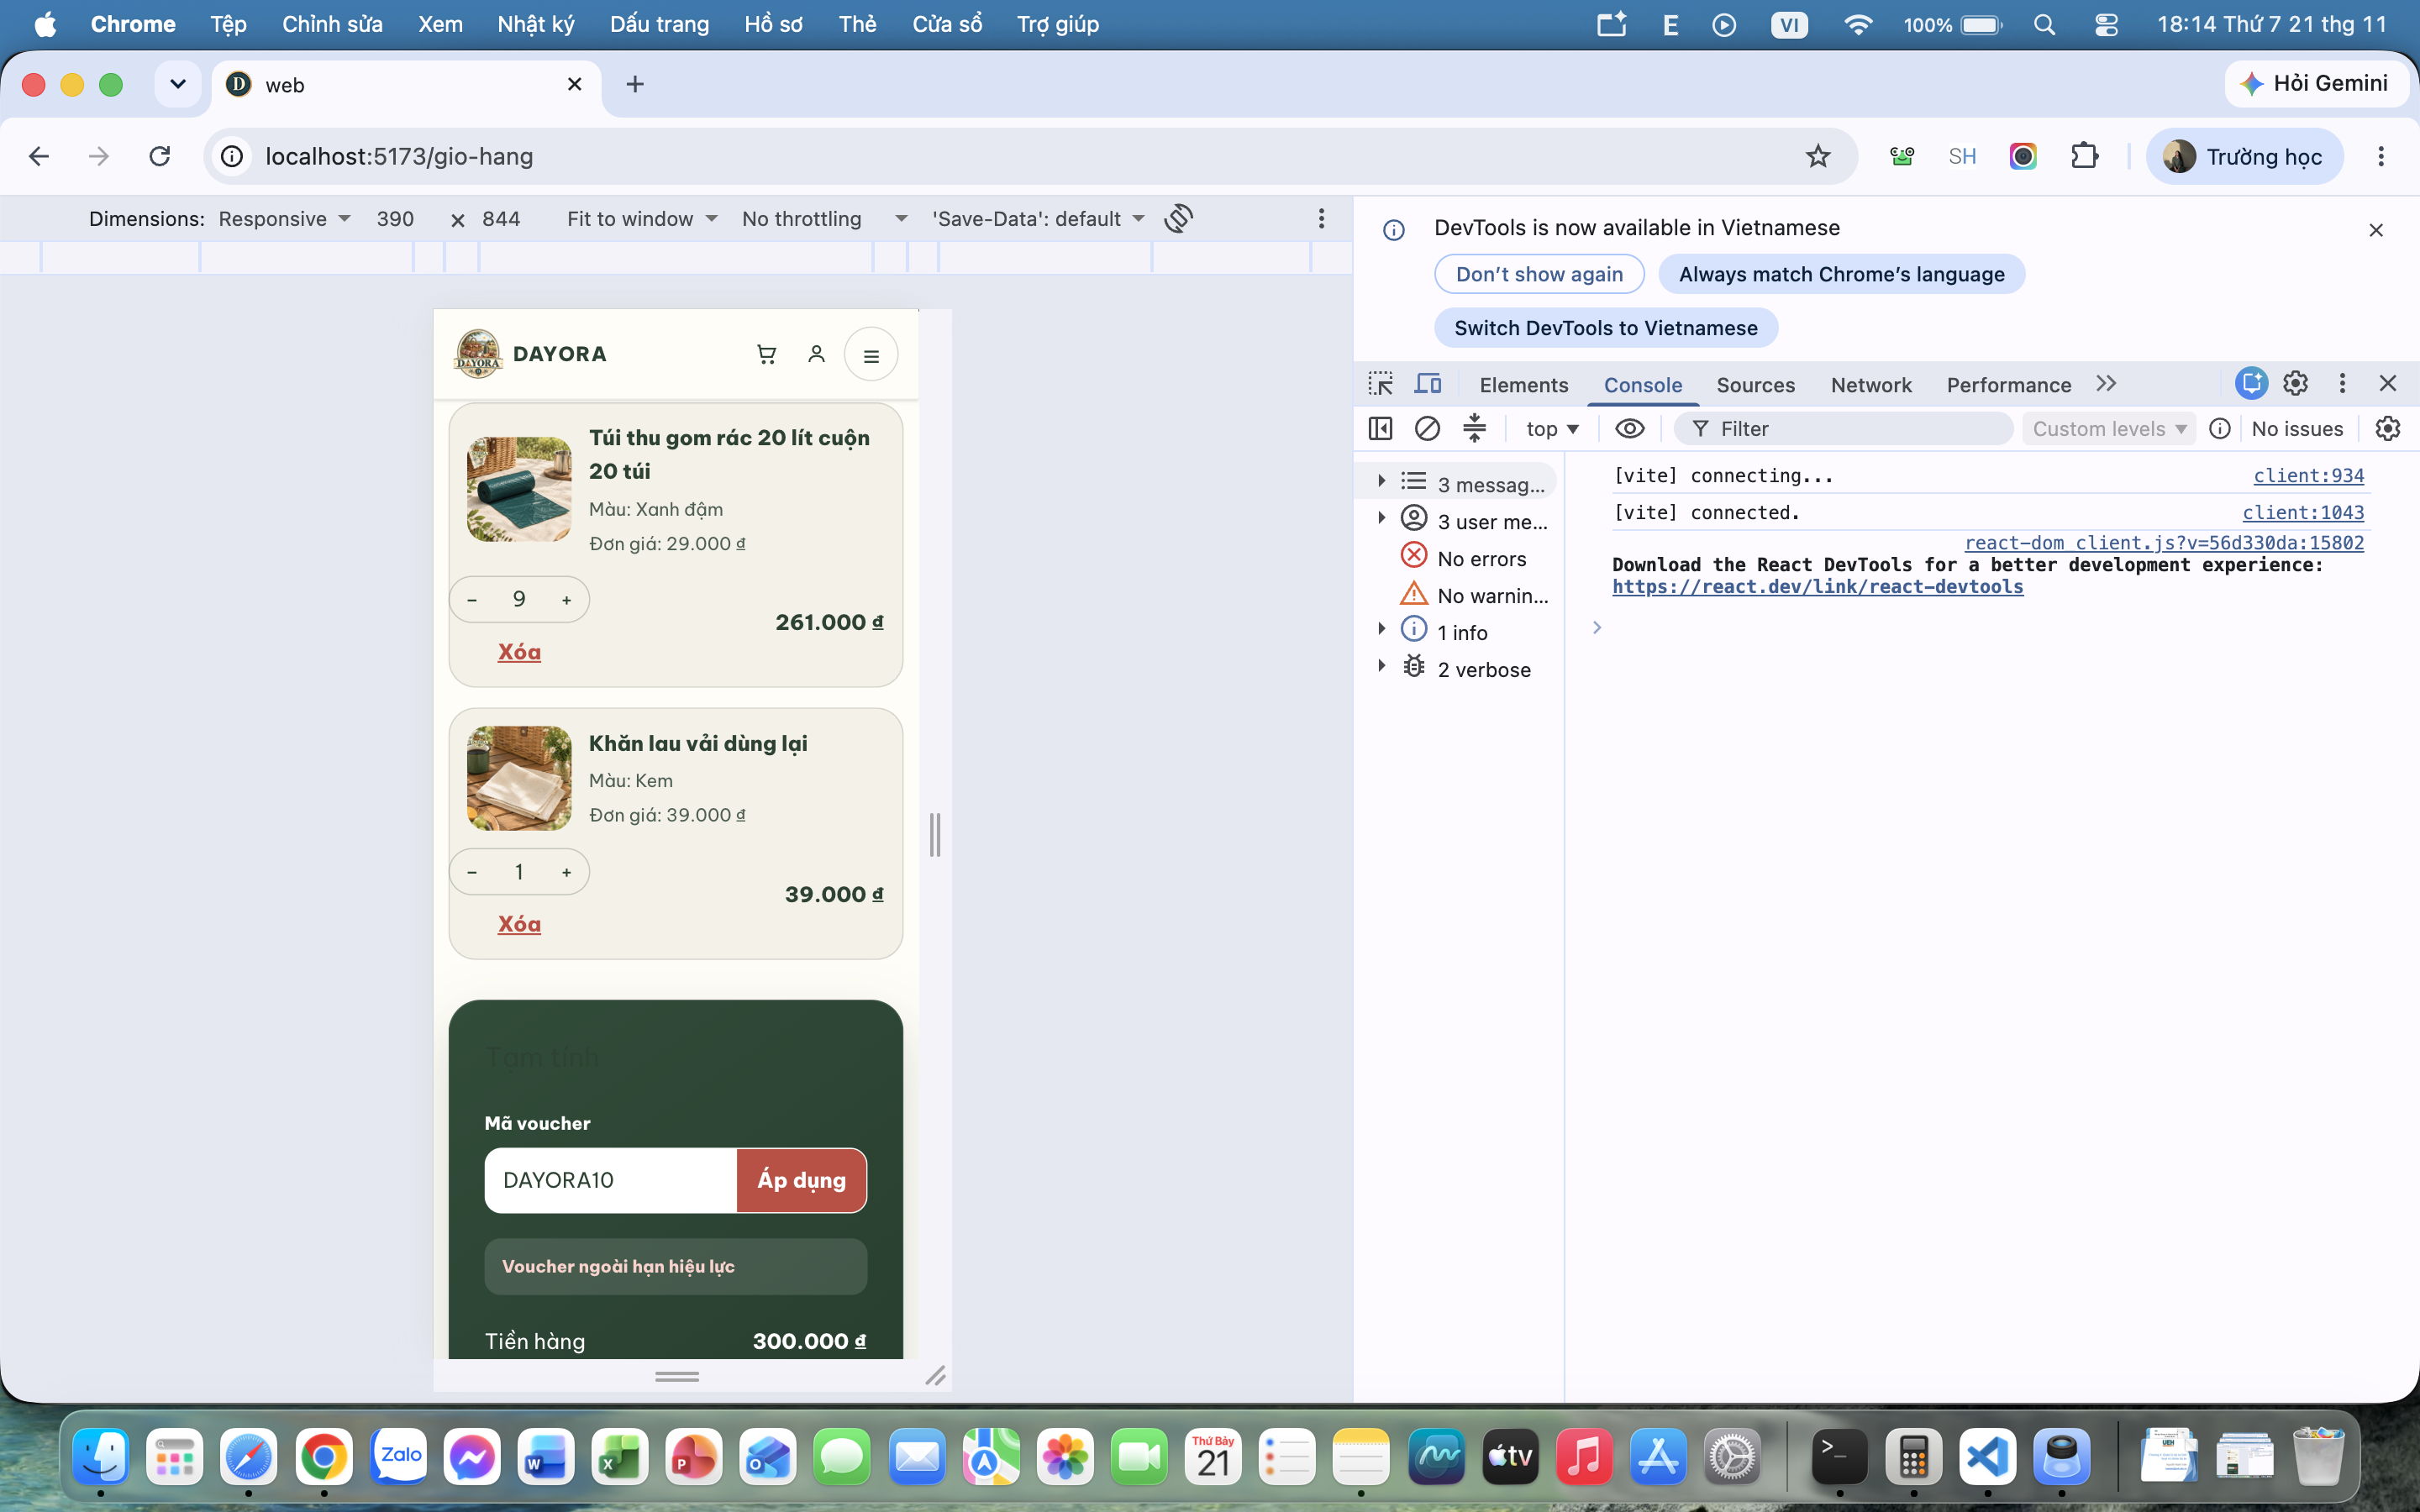 Chrome Tệp Chỉnh sửa Xem Nhật ký Dấu trang Hồ sơ Thẻ Cửa sổ Trợ giúp E VI 100% 18:14 Thứ 7 21 thg 11
D web Hỏi Gemini
localhost:5173/gio-hang SH Trường học
Dimensions: Responsive 390 × 844 Fit to window No throttling 'Save-Data': default
DAYORA DAYORA
Túi thu gom rác 20 lít cuộn
20 túi
Màu: Xanh đậm
Đơn giá: 29.000 ₫
− 9 +
261.000 ₫
Xóa
Khăn lau vải dùng lại
Màu: Kem
Đơn giá: 39.000 ₫
− 1 +
39.000 ₫
Xóa
Tạm tính
Mã voucher
DAYORA10 Áp dụng
Voucher ngoài hạn hiệu lực
Tiền hàng 300.000 ₫
DevTools is now available in Vietnamese
Don’t show again Always match Chrome’s language
Switch DevTools to Vietnamese
Elements Console Sources Network Performance
top Filter Custom levels No issues
3 messag...
3 user me...
No errors
No warnin...
1 info
2 verbose
[vite] connecting... client:934
[vite] connected. client:1043
react-dom_client.js?v=56d330da:15802
Download the React DevTools for a better development experience:
https://react.dev/link/react-devtools
Zalo W X P O Thứ Bảy 21 tv